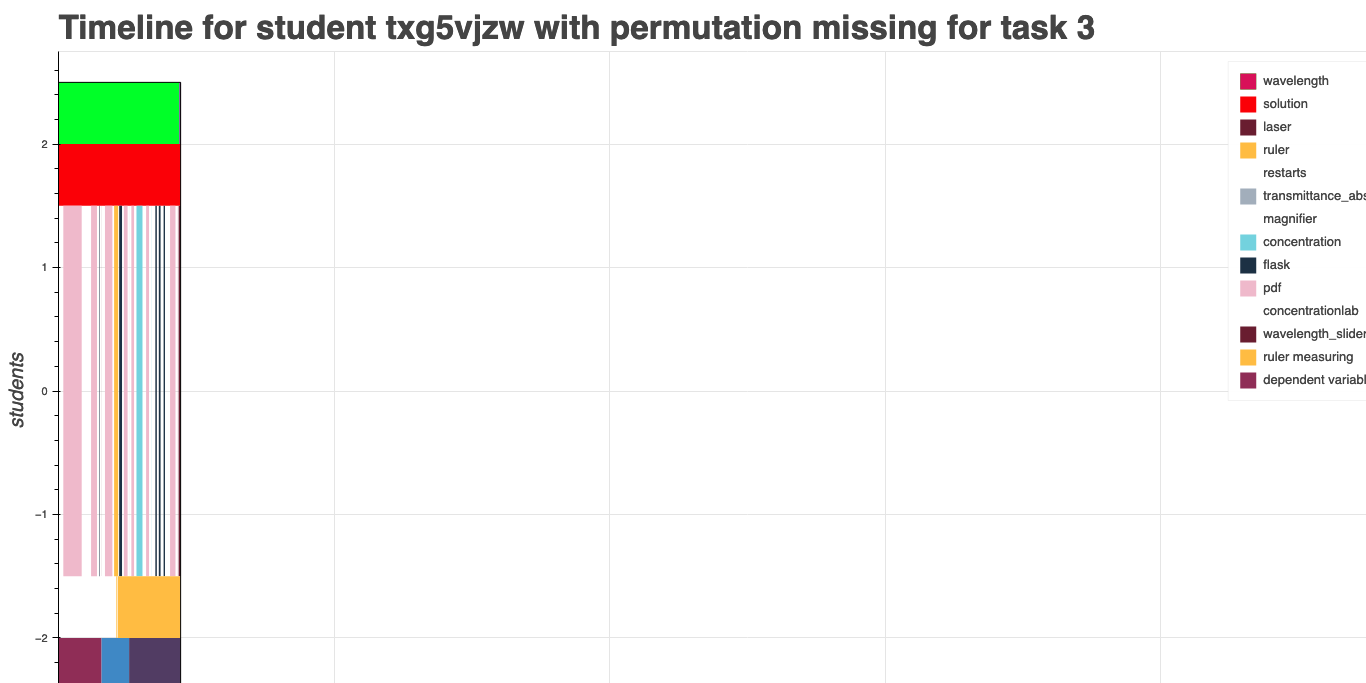 Timeline for student txg5vjzw with permutation missing for task 3
2
1
0
−1
−2
students
wavelength
solution
laser
ruler
restarts
transmittance_abs
magnifier
concentration
flask
pdf
concentrationlab
wavelength_slider
ruler measuring
dependent variabl